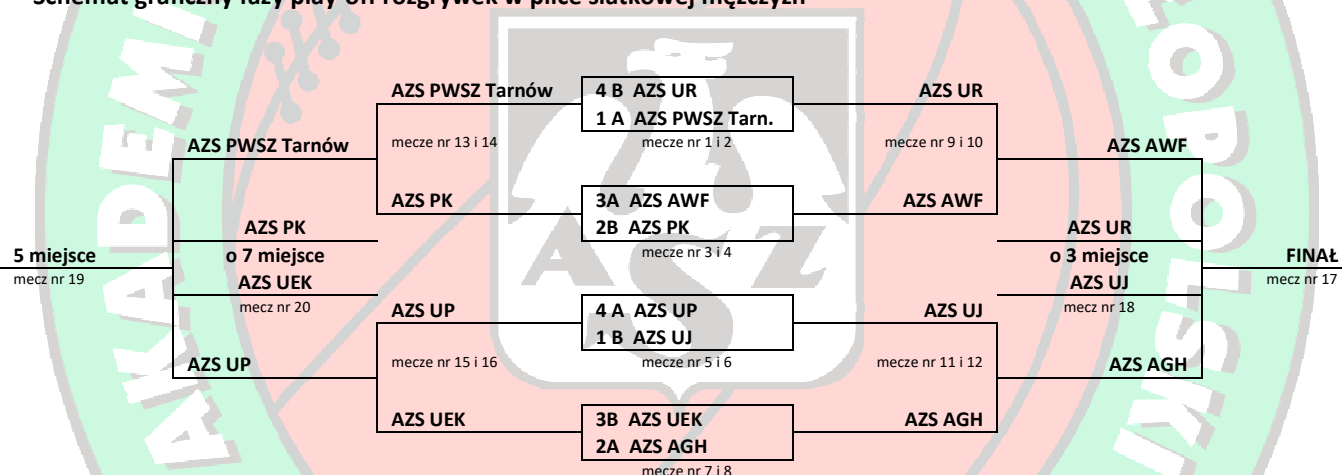 Schemat graficzny fazy play-off rozgrywek w piłce siatkowej mężczyzn
AZS PWSZ Tarnów
4 B AZS UR
AZS UR
1 A AZS PWSZ Tarn.
AZS PWSZ Tarnów
mecze nr 13 i 14
mecze nr 1 i 2
mecze nr 9 i 10
AZS AWF
AZS PK
3A AZS AWF
AZS AWF
2B AZS PK
AZS PK
AZS UR
mecze nr 3 i 4
5 miejsce
o 7 miejsce
o 3 miejsce
FINAŁ
mecz nr 19
AZS UEK
AZS UJ
mecz nr 17
mecz nr 20
mecz nr 18
AZS UP
4 A AZS UP
AZS UJ
1 B AZS UJ
AZS UP
mecze nr 15 i 16
mecze nr 5 i 6
mecze nr 11 i 12
AZS AGH
AZS UEK
3B AZS UEK
AZS AGH
2A AZS AGH
mecze nr 7 i 8
AKADEMI
AZS